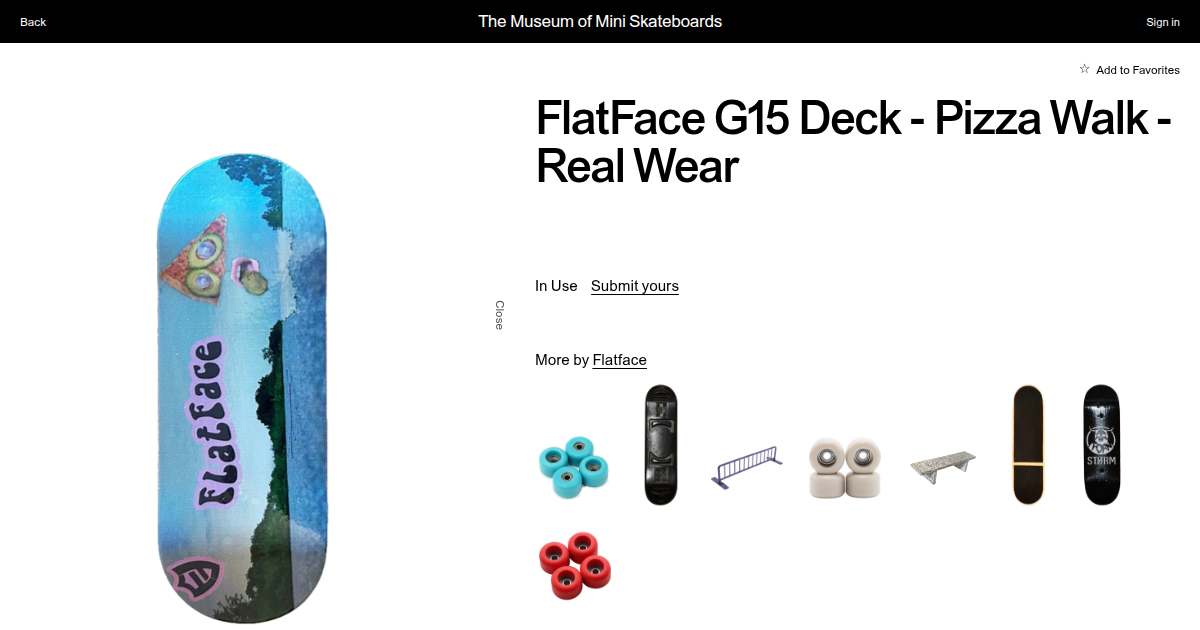 Back
The Museum of Mini Skateboards
Sign in
☆ Add to Favorites
FlatFace G15 Deck - Pizza Walk -
Real Wear
In Use Submit yours
Close
More by Flatface
FlatFace
STORM